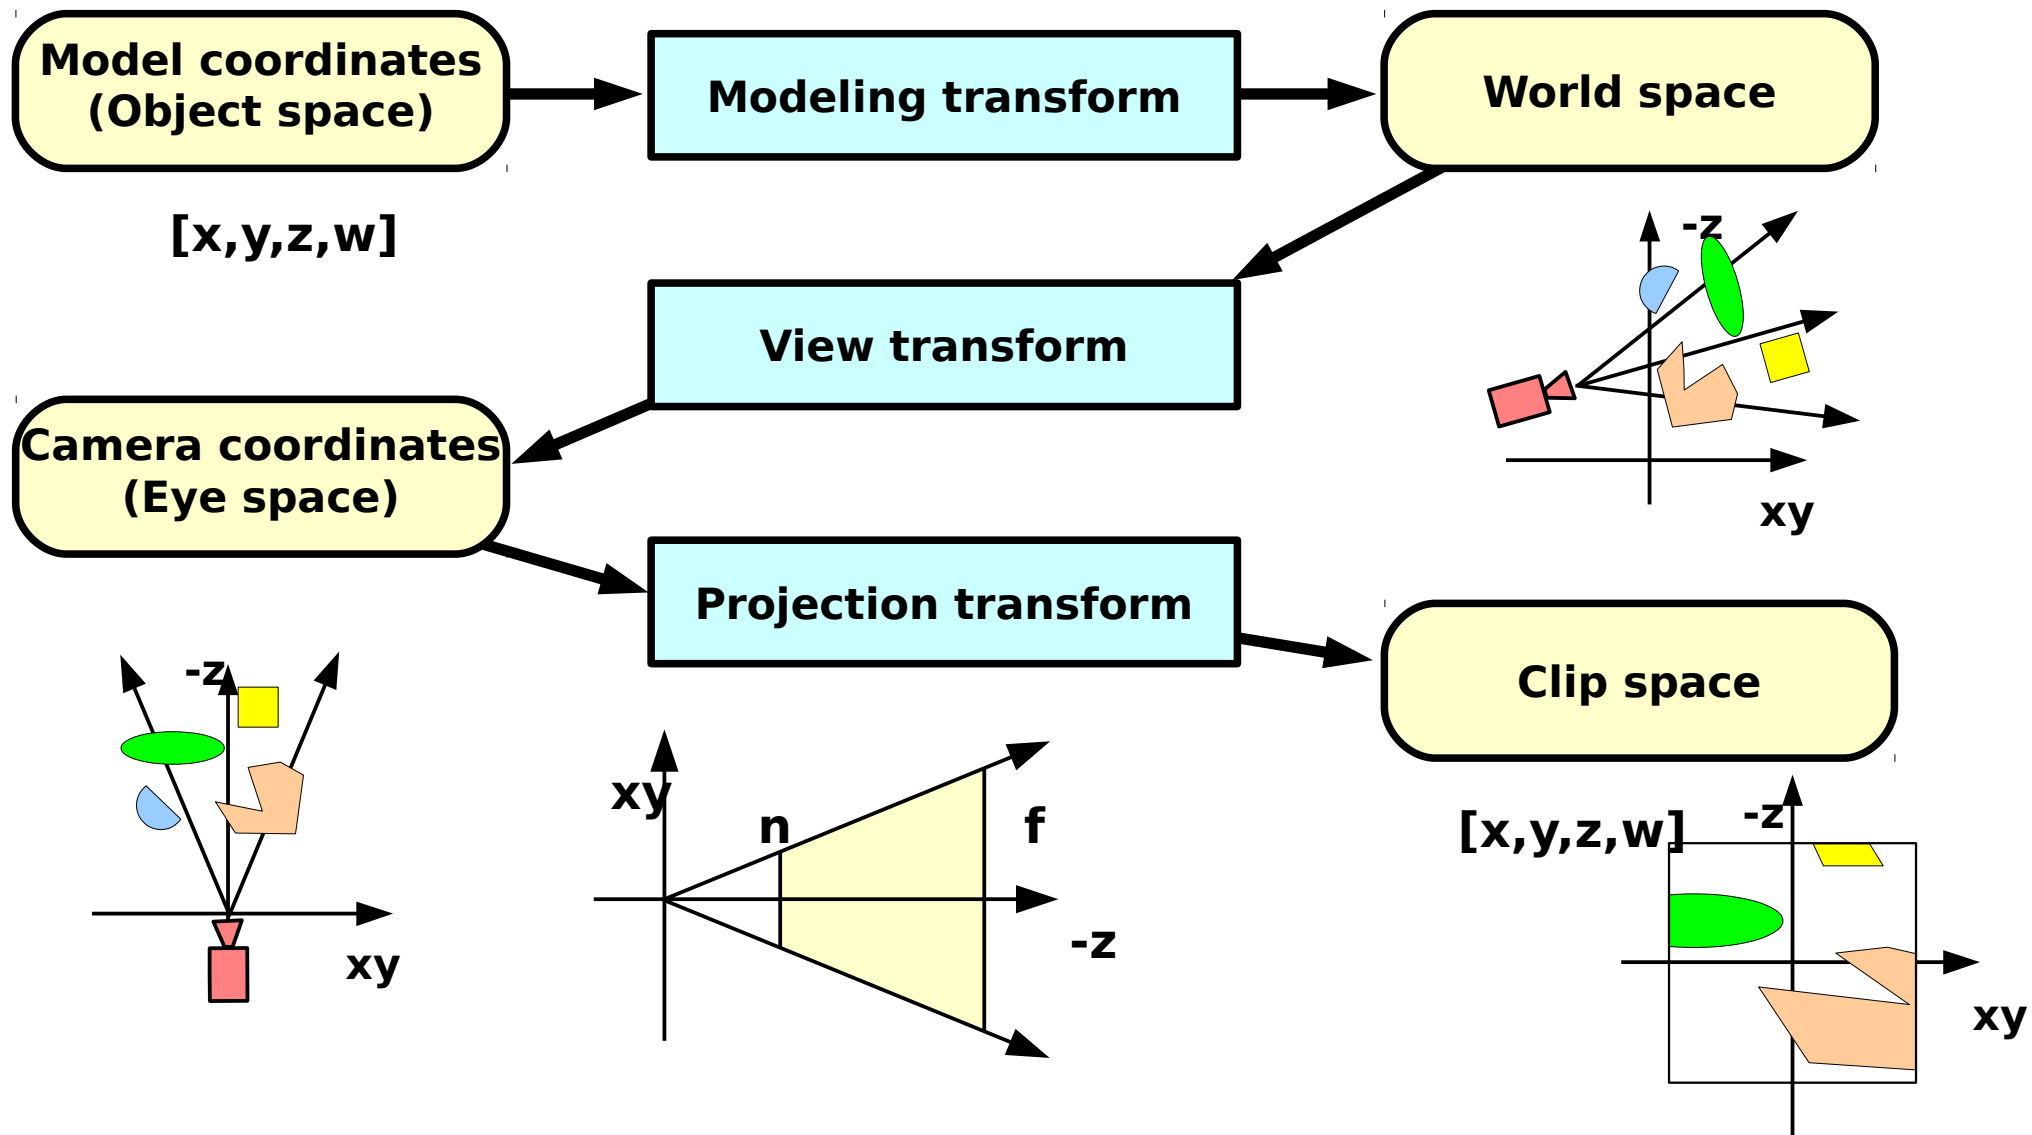 Model coordinates
(Object space)
Modeling transform
World space
[x,y,z,w]
-z
View transform
xy
Camera coordinates
(Eye space)
Projection transform
Clip space
-z
xy
xy
n
f
-z
[x,y,z,w]
-z
xy